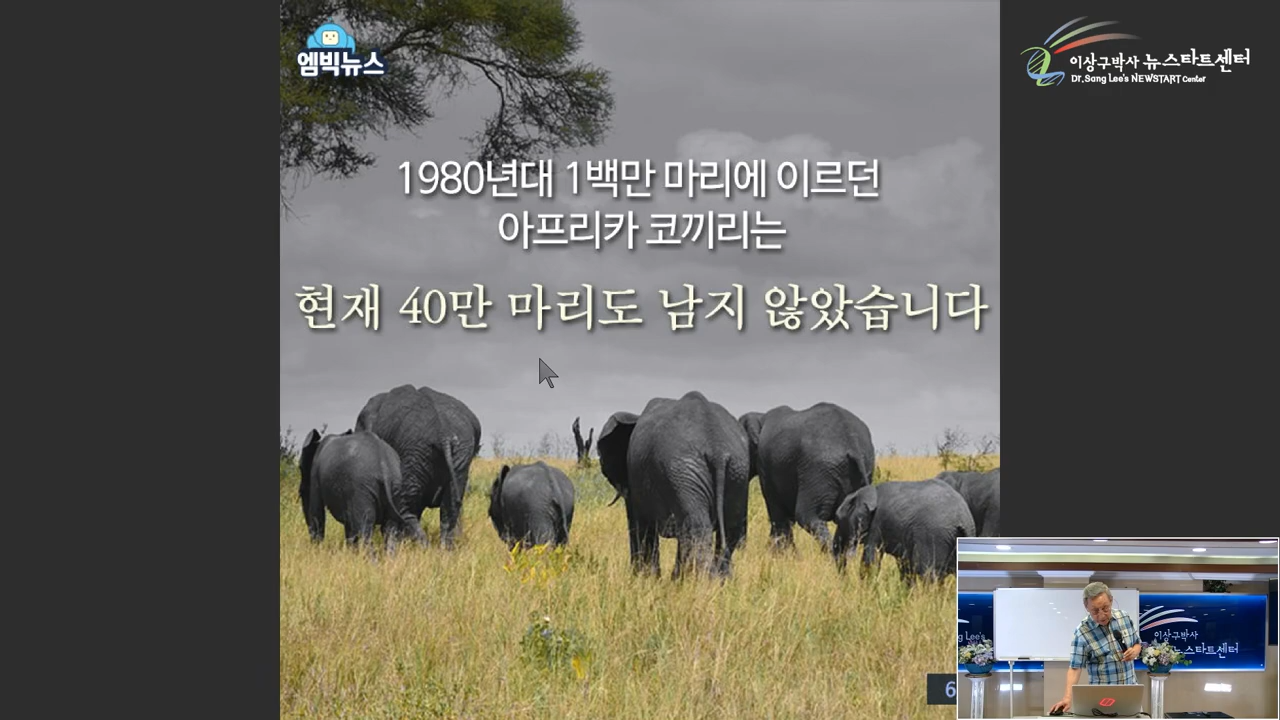 엠빅뉴스
이상구박사 뉴스타트센터
Dr. Sang Lee's NEWSTART Center
1980년대 1백만 마리에 이르던
아프리카 코끼리는
현재 40만 마리도 남지 않았습니다
6
ng Lee's
이상구박사
뉴스타트센터